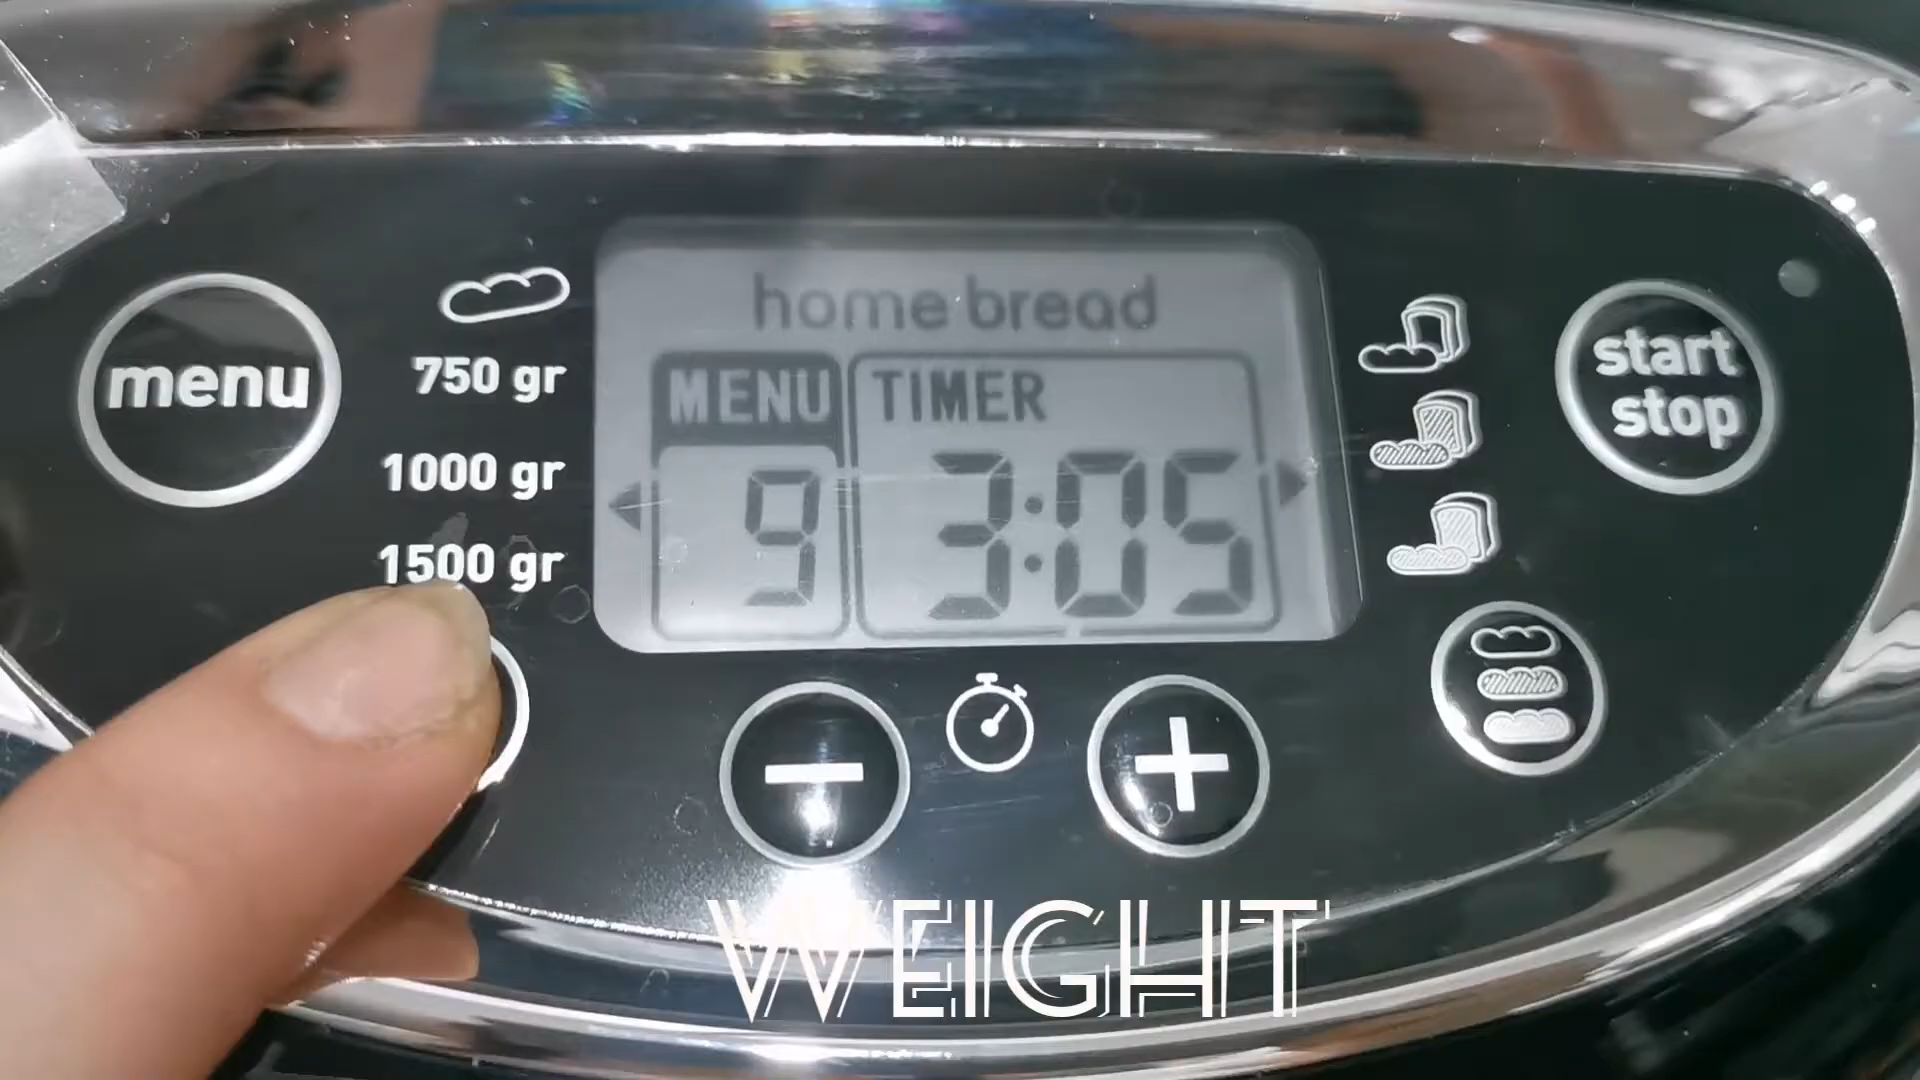 home bread
menu
750 gr
1000 gr
1500 gr
MENU
TIMER
9
3:05
start
stop
WEIGHT